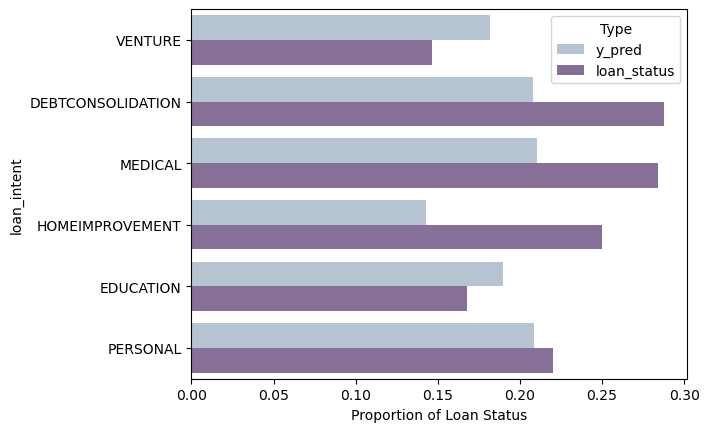 Type
y_pred
loan_status
loan_intent
VENTURE
DEBTCONSOLIDATION
MEDICAL
HOMEIMPROVEMENT
EDUCATION
PERSONAL
0.00 0.05 0.10 0.15 0.20 0.25 0.30
Proportion of Loan Status